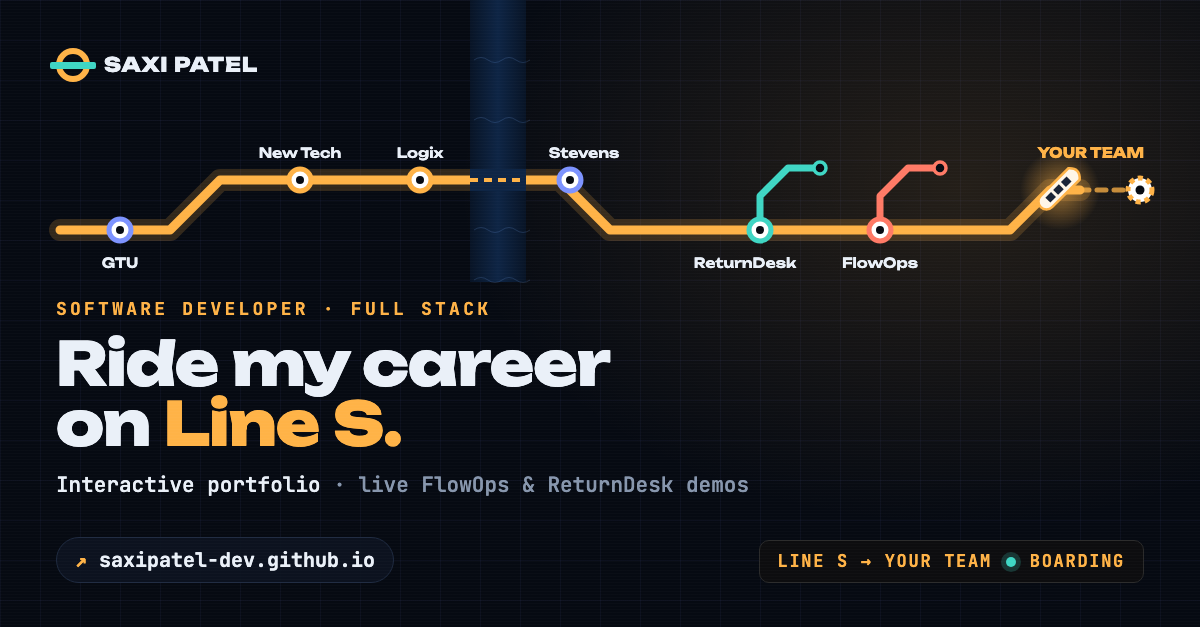 SAXI PATEL
New Tech
Logix
Stevens
YOUR TEAM
GTU
ReturnDesk
FlowOps
SOFTWARE DEVELOPER · FULL STACK
Ride my career
on Line S.
Interactive portfolio · live FlowOps & ReturnDesk demos
↗ saxipatel-dev.github.io
LINE S → YOUR TEAM ● BOARDING